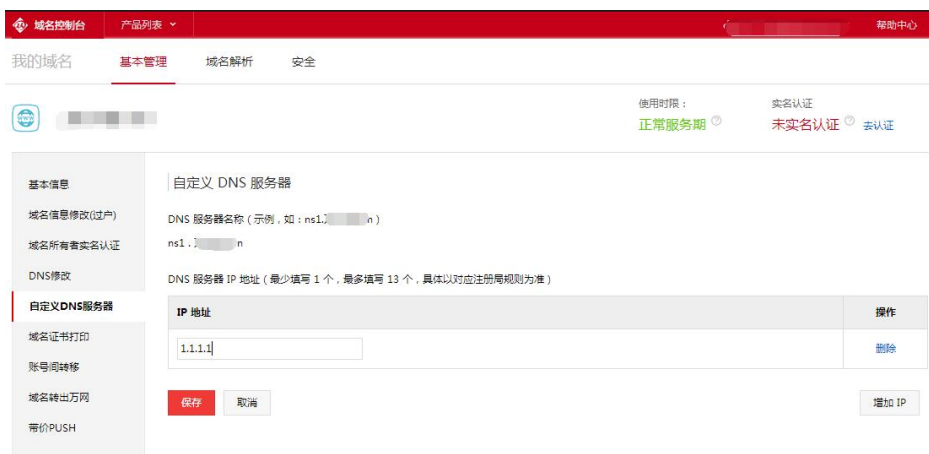 域名控制台 产品列表 帮助中心
我的域名 基本管理 域名解析 安全
使用时限： 实名认证
正常服务期 未实名认证 去认证
基本信息
域名信息修改(过户)
域名所有者实名认证
DNS修改
自定义DNS服务器
域名证书打印
账号间转移
域名转出万网
带价PUSH
自定义 DNS 服务器
DNS 服务器名称（示例，如：ns1. n）
ns1. n
DNS 服务器 IP 地址（最少填写 1 个，最多填写 13 个，具体以对应注册局规则为准）
IP 地址 操作
1.1.1.1 删除
保存 取消 增加 IP